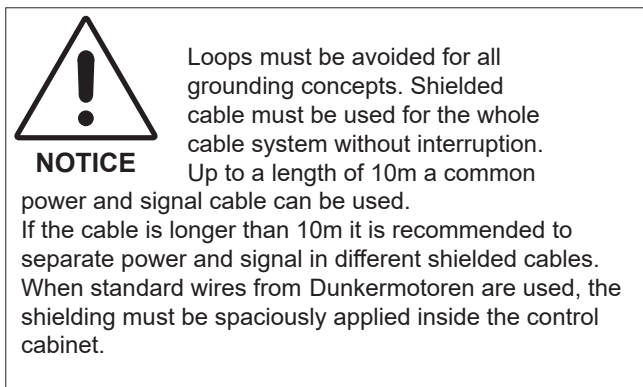 Loops must be avoided for all
grounding concepts. Shielded
cable must be used for the whole
cable system without interruption.
NOTICE
Up to a length of 10m a common
power and signal cable can be used.
If the cable is longer than 10m it is recommended to
separate power and signal in different shielded cables.
When standard wires from Dunkermotoren are used, the
shielding must be spaciously applied inside the control
cabinet.